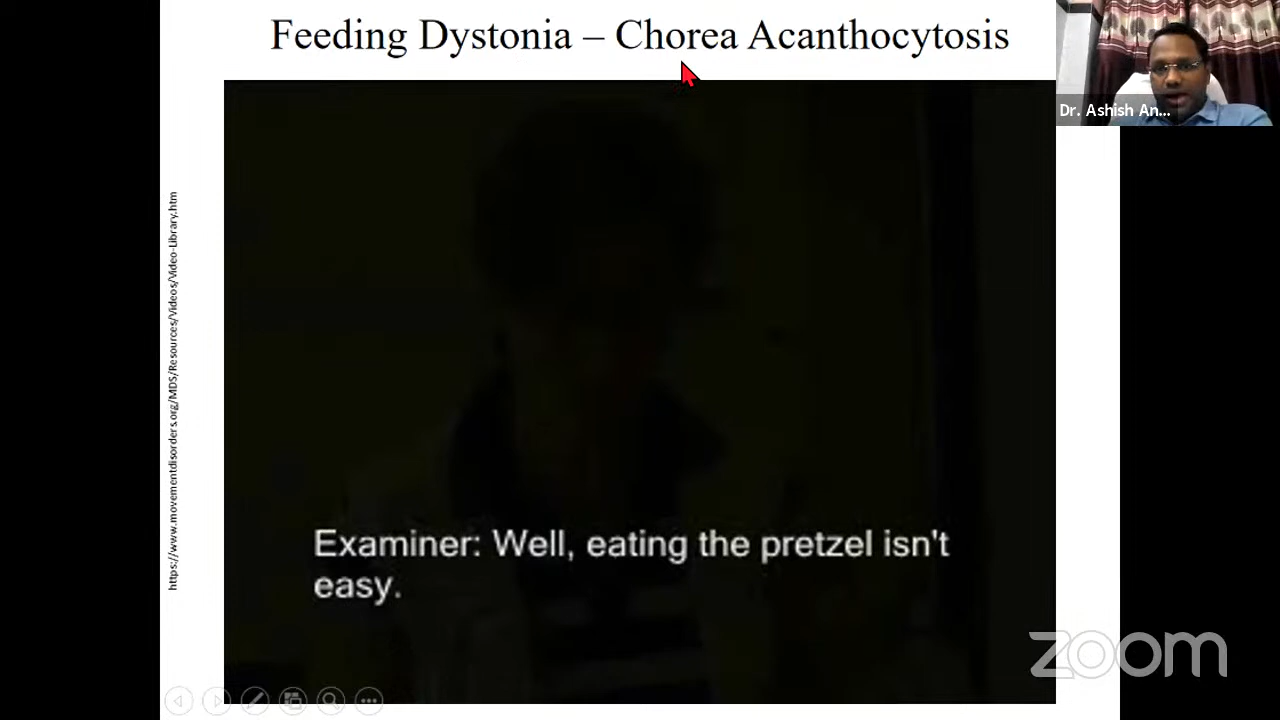 Feeding Dystonia – Chorea Acanthocytosis
Dr. Ashish An...
https://www.movementdisorders.org/MDS/Resources/Videos/Video-Library.htm
Examiner: Well, eating the pretzel isn't
easy.
zoom